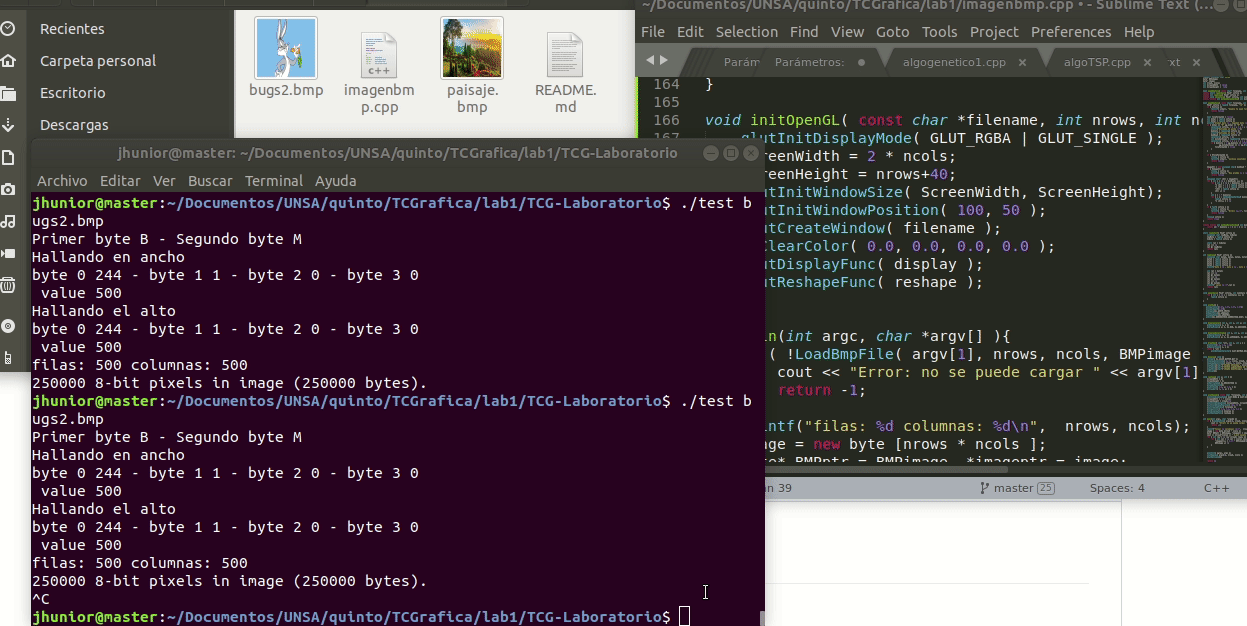 Recientes
Carpeta personal
Escritorio
Descargas
bugs2.bmp
imagenbm
p.cpp
paisaje.
bmp
README.
md
~/Documentos/UNSA/quinto/TCGrafica/lab1/imagenbmp.cpp • - Sublime Text (...
File Edit Selection Find View Goto Tools Project Preferences Help
Parám Parámetros: algogenetico1.cpp algoTSP.cpp xt
164 }
165
166 void initOpenGL( const char *filename, int nrows, int n
167 glutInitDisplayMode( GLUT_RGBA | GLUT_SINGLE );
reenWidth = 2 * ncols;
reenHeight = nrows+40;
utInitWindowSize( ScreenWidth, ScreenHeight);
utInitWindowPosition( 100, 50 );
utCreateWindow( filename );
ClearColor( 0.0, 0.0, 0.0, 0.0 );
utDisplayFunc( display );
utReshapeFunc( reshape );
n(int argc, char *argv[] ){
( !LoadBmpFile( argv[1], nrows, ncols, BMPimage
cout << "Error: no se puede cargar " << argv[1]
return -1;
intf("filas: %d columnas: %d\n", nrows, ncols);
age = new byte [nrows * ncols ];
te* BMPptr = BMPimage, *imageptr = image;
mn 39
master 25
Spaces: 4
C++
jhunior@master: ~/Documentos/UNSA/quinto/TCGrafica/lab1/TCG-Laboratorio
Archivo Editar Ver Buscar Terminal Ayuda
jhunior@master:~/Documentos/UNSA/quinto/TCGrafica/lab1/TCG-Laboratorio$ ./test b
ugs2.bmp
Primer byte B - Segundo byte M
Hallando en ancho
byte 0 244 - byte 1 1 - byte 2 0 - byte 3 0
value 500
Hallando el alto
byte 0 244 - byte 1 1 - byte 2 0 - byte 3 0
value 500
filas: 500 columnas: 500
250000 8-bit pixels in image (250000 bytes).
jhunior@master:~/Documentos/UNSA/quinto/TCGrafica/lab1/TCG-Laboratorio$ ./test b
ugs2.bmp
Primer byte B - Segundo byte M
Hallando en ancho
byte 0 244 - byte 1 1 - byte 2 0 - byte 3 0
value 500
Hallando el alto
byte 0 244 - byte 1 1 - byte 2 0 - byte 3 0
value 500
filas: 500 columnas: 500
250000 8-bit pixels in image (250000 bytes).
^C
jhunior@master:~/Documentos/UNSA/quinto/TCGrafica/lab1/TCG-Laboratorio$